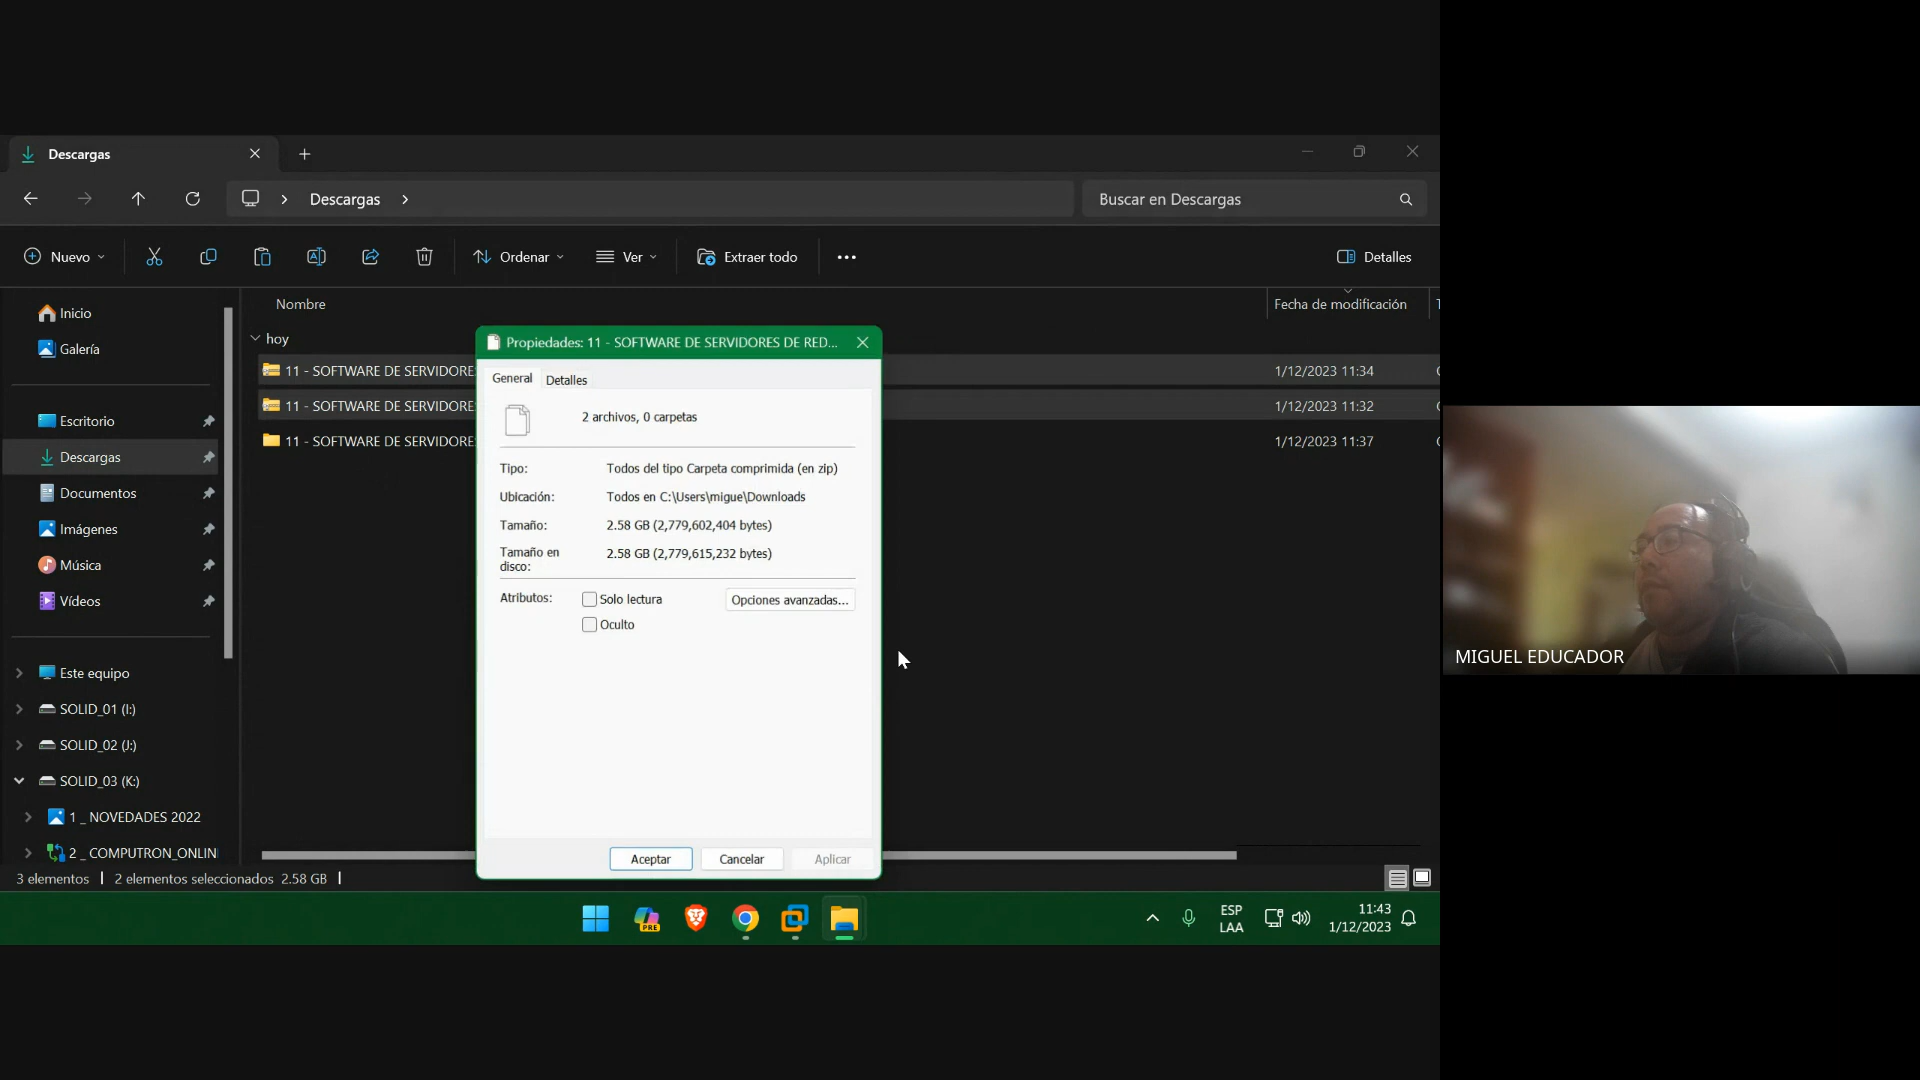 Descargas
Descargas
Buscar en Descargas
Nuevo
Ordenar
Ver
Extraer todo
Detalles
Nombre
Fecha de modificación
hoy
11 - SOFTWARE DE SERVIDORE
1/12/2023 11:34
11 - SOFTWARE DE SERVIDORE
1/12/2023 11:32
11 - SOFTWARE DE SERVIDORE
1/12/2023 11:37
Inicio
Galería
Escritorio
Descargas
Documentos
Imágenes
Música
Vídeos
Este equipo
SOLID_01 (I:)
SOLID_02 (J:)
SOLID_03 (K:)
1 _ NOVEDADES 2022
2 _ COMPUTRON_ONLIN
Propiedades: 11 - SOFTWARE DE SERVIDORES DE RED...
General
Detalles
2 archivos, 0 carpetas
Tipo: Todos del tipo Carpeta comprimida (en zip)
Ubicación: Todos en C:\Users\migue\Downloads
Tamaño: 2.58 GB (2,779,602,404 bytes)
Tamaño en disco: 2.58 GB (2,779,615,232 bytes)
Atributos: Solo lectura
Opciones avanzadas...
Oculto
Aceptar
Cancelar
Aplicar
3 elementos
2 elementos seleccionados 2.58 GB
PRE
ESP
LAA
11:43
1/12/2023
MIGUEL EDUCADOR